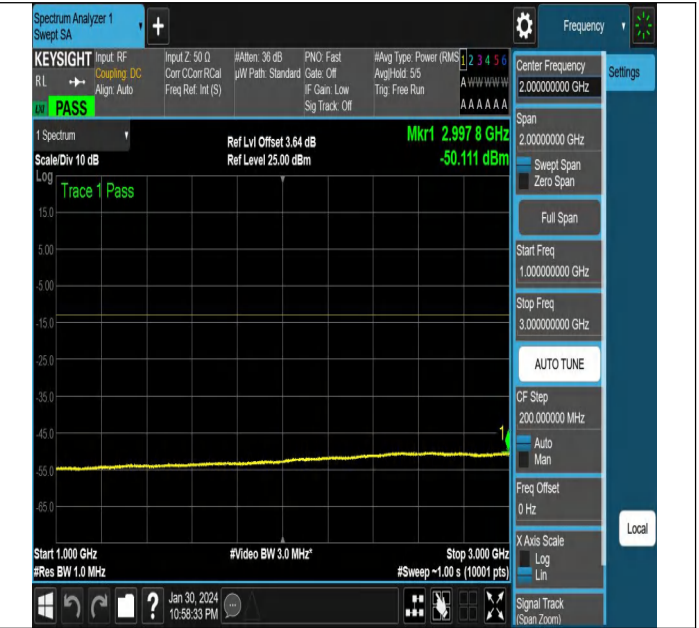 Spectrum Analyzer 1
Swept SA
+
Frequency
KEYSIGHT
RL
LXI PASS
Input: RF
Coupling: DC
Align: Auto
Input Z: 50 Ω
Corr CCorr RCal
Freq Ref: Int (S)
#Atten: 36 dB
µW Path: Standard
PNO: Fast
Gate: Off
IF Gain: Low
Sig Track: Off
#Avg Type: Power (RMS
Avg|Hold: 5/5
Trig: Free Run
1 2 3 4 5 6
A W W W W W
A A A A A A
1 Spectrum
Scale/Div 10 dB
Ref Lvl Offset 3.64 dB
Ref Level 25.00 dBm
Mkr1 2.997 8 GHz
-50.111 dBm
Log
Trace 1 Pass
15.0
5.00
-5.00
-15.0
-25.0
-35.0
-45.0
1
-55.0
-65.0
Start 1.000 GHz
#Res BW 1.0 MHz
#Video BW 3.0 MHz*
Stop 3.000 GHz
#Sweep ~1.00 s (10001 pts)
?
Jan 30, 2024
10:58:33 PM
Center Frequency
2.000000000 GHz
Settings
Span
2.00000000 GHz
Swept Span
Zero Span
Full Span
Start Freq
1.000000000 GHz
Stop Freq
3.000000000 GHz
AUTO TUNE
CF Step
200.000000 MHz
Auto
Man
Freq Offset
0 Hz
X Axis Scale
Log
Lin
Local
Signal Track
(Span Zoom)